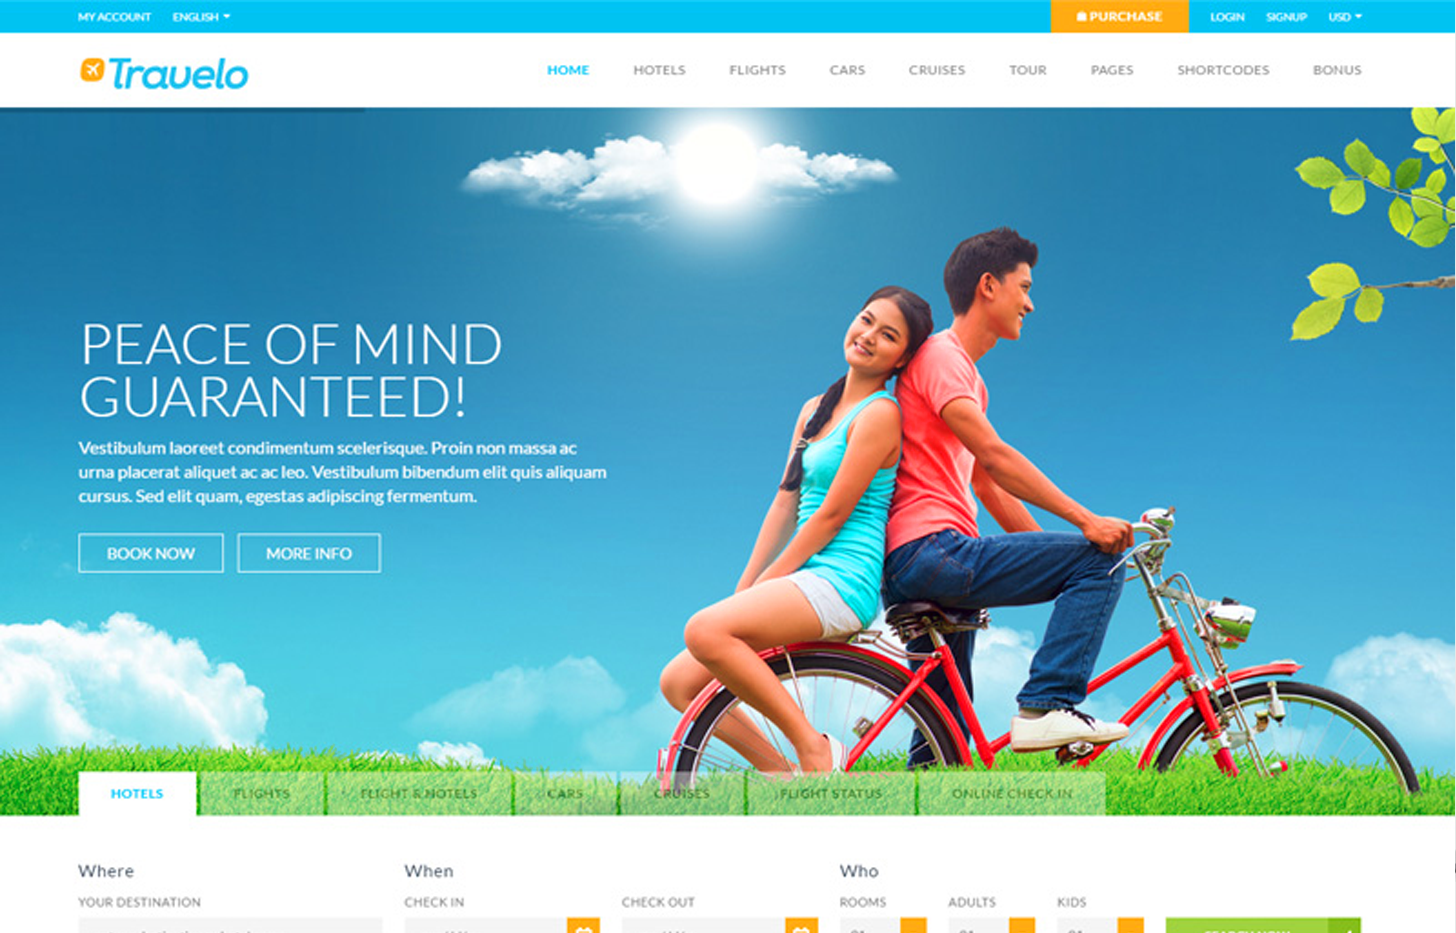 MY ACCOUNT ENGLISH PURCHASE LOGIN SIGNUP USD
Travelo HOME HOTELS FLIGHTS CARS CRUISES TOUR PAGES SHORTCODES BONUS
PEACE OF MIND
GUARANTEED!
Vestibulum laoreet condimentum scelerisque. Proin non massa ac
urna placerat aliquet ac ac leo. Vestibulum bibendum elit quis aliquam
cursus. Sed elit quam, egestas adipiscing fermentum.
BOOK NOW MORE INFO
HOTELS FLIGHTS FLIGHT & HOTELS CARS CRUISES FLIGHT STATUS ONLINE CHECK IN
Where When Who
YOUR DESTINATION CHECK IN CHECK OUT ROOMS ADULTS KIDS